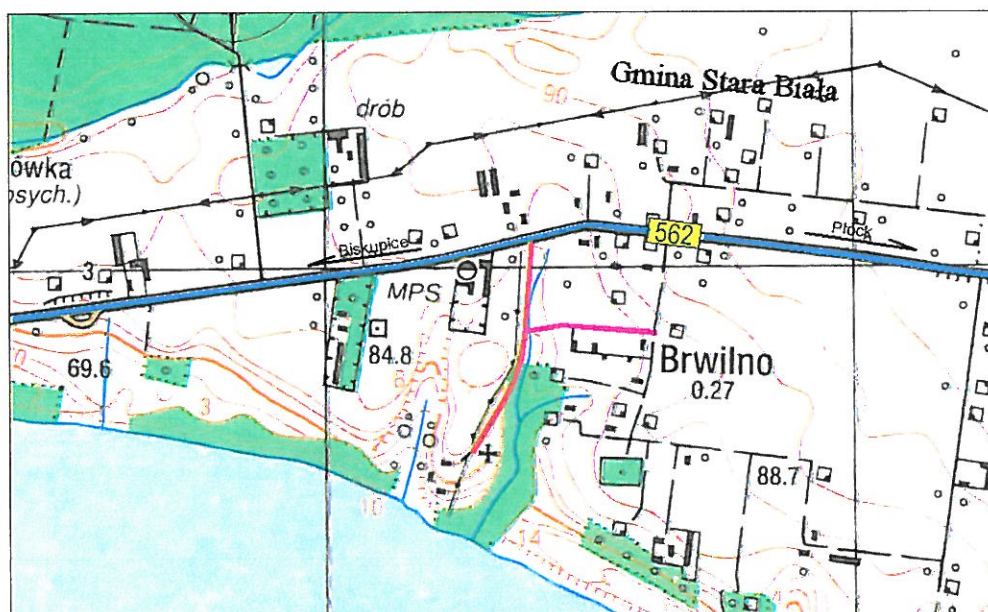 Gmina Stara Biała
90
drób
ówka
osych.)
562
Płock
Biskupice
3
MPS
84.8
69.6
Brwilno
0.27
3
88.7
10
14